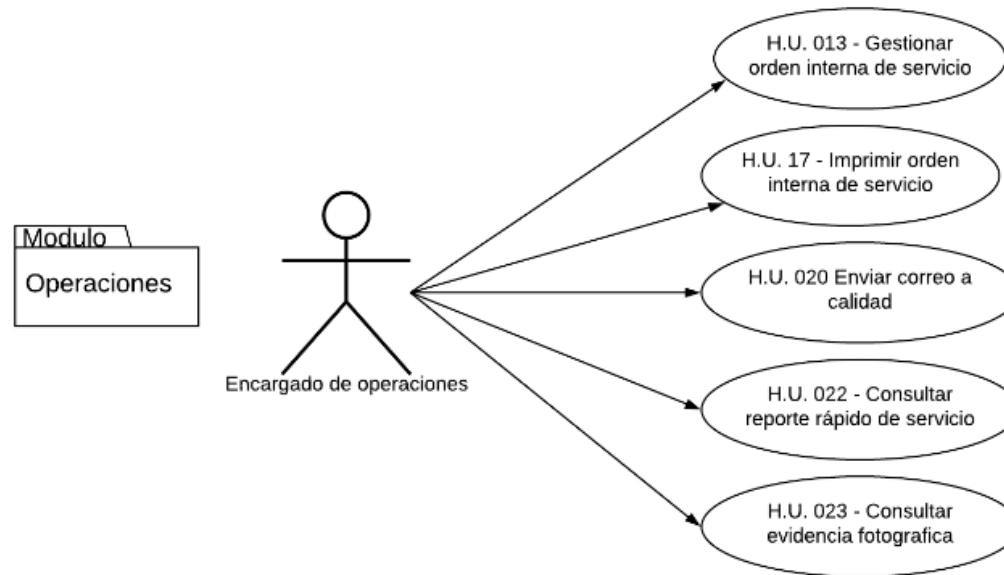 Modulo
Operaciones
Encargado de operaciones
H.U. 013 - Gestionar
orden interna de servicio
H.U. 17 - Imprimir orden
interna de servicio
H.U. 020 Enviar correo a
calidad
H.U. 022 - Consultar
reporte rápido de servicio
H.U. 023 - Consultar
evidencia fotografica